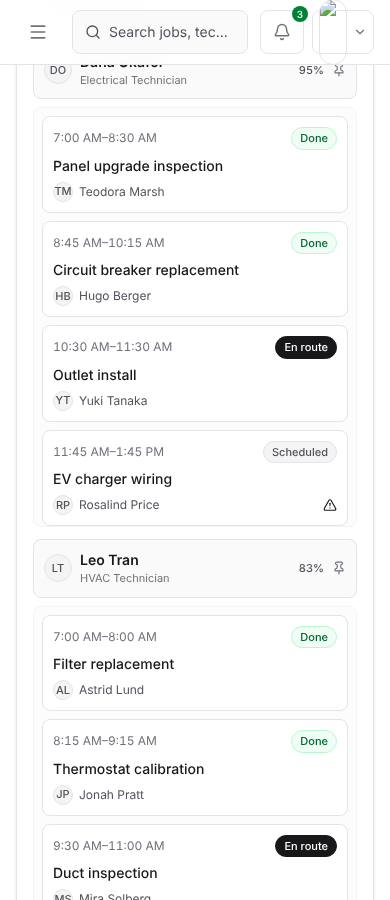 Search jobs, tec...
3
DO
Dana Okafor
Electrical Technician
95%
7:00 AM–8:30 AM
Done
Panel upgrade inspection
TM
Teodora Marsh
8:45 AM–10:15 AM
Done
Circuit breaker replacement
HB
Hugo Berger
10:30 AM–11:30 AM
En route
Outlet install
YT
Yuki Tanaka
11:45 AM–1:45 PM
Scheduled
EV charger wiring
RP
Rosalind Price
LT
Leo Tran
HVAC Technician
83%
7:00 AM–8:00 AM
Done
Filter replacement
AL
Astrid Lund
8:15 AM–9:15 AM
Done
Thermostat calibration
JP
Jonah Pratt
9:30 AM–11:00 AM
En route
Duct inspection
MS
Mira Solberg